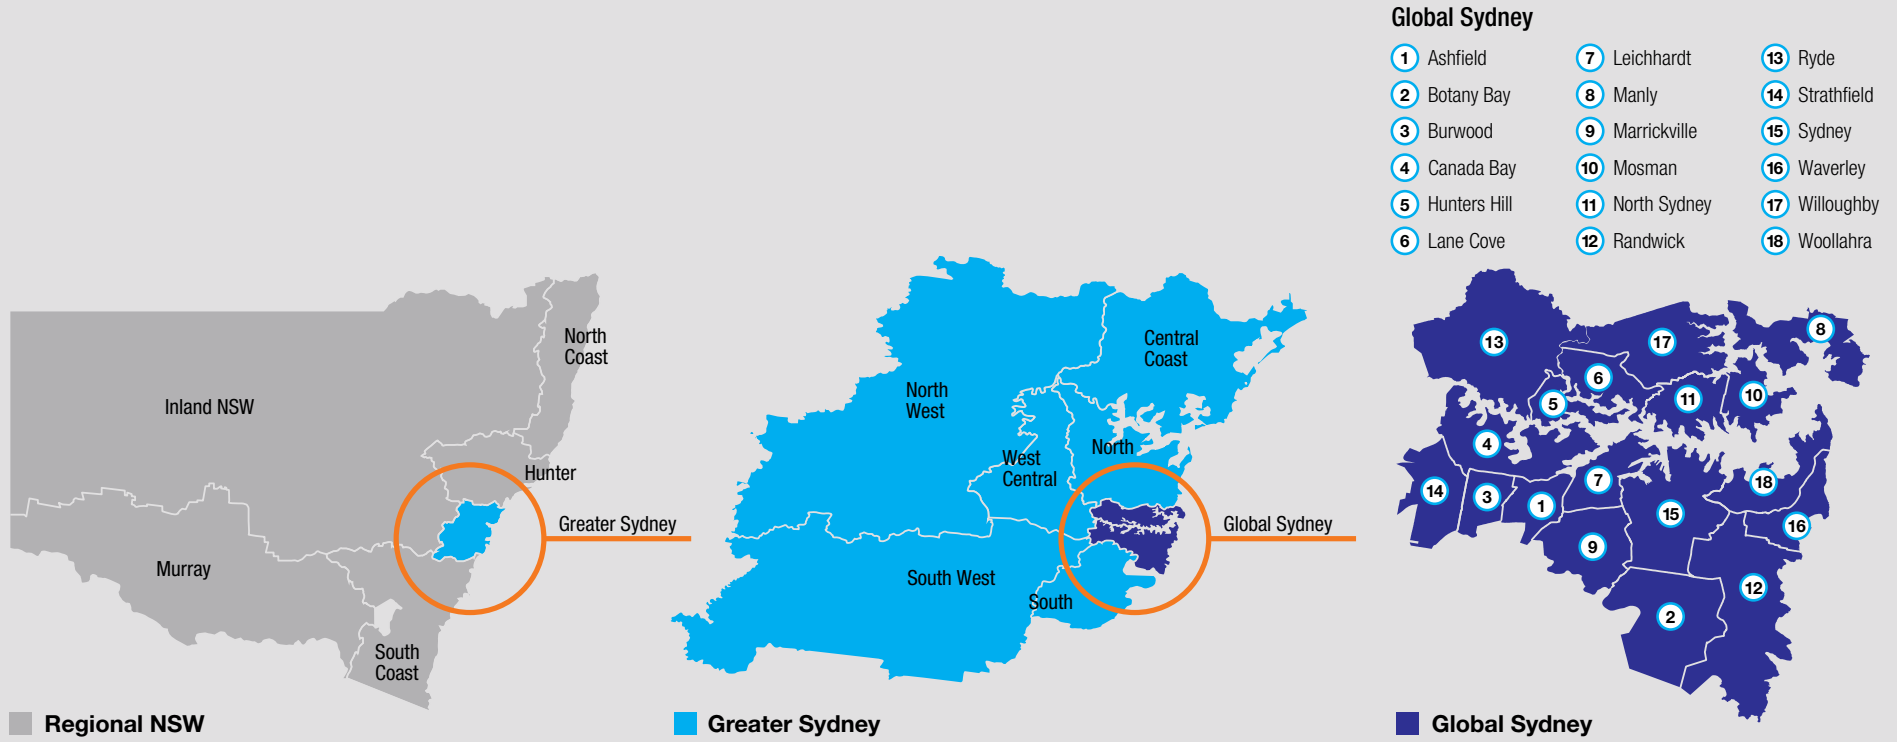 Global Sydney
1 Ashfield
2 Botany Bay
3 Burwood
4 Canada Bay
5 Hunters Hill
6 Lane Cove
7 Leichhardt
8 Manly
9 Marrickville
10 Mosman
11 North Sydney
12 Randwick
13 Ryde
14 Strathfield
15 Sydney
16 Waverley
17 Willoughby
18 Woollahra
North
Coast
Inland NSW
Hunter
Greater Sydney
Murray
South
Coast
Regional NSW
Central
Coast
North
West
North
West
Central
Global Sydney
South West
South
Greater Sydney
8
13
17
6
10
11
5
4
7
18
14
3
1
15
16
9
12
2
Global Sydney